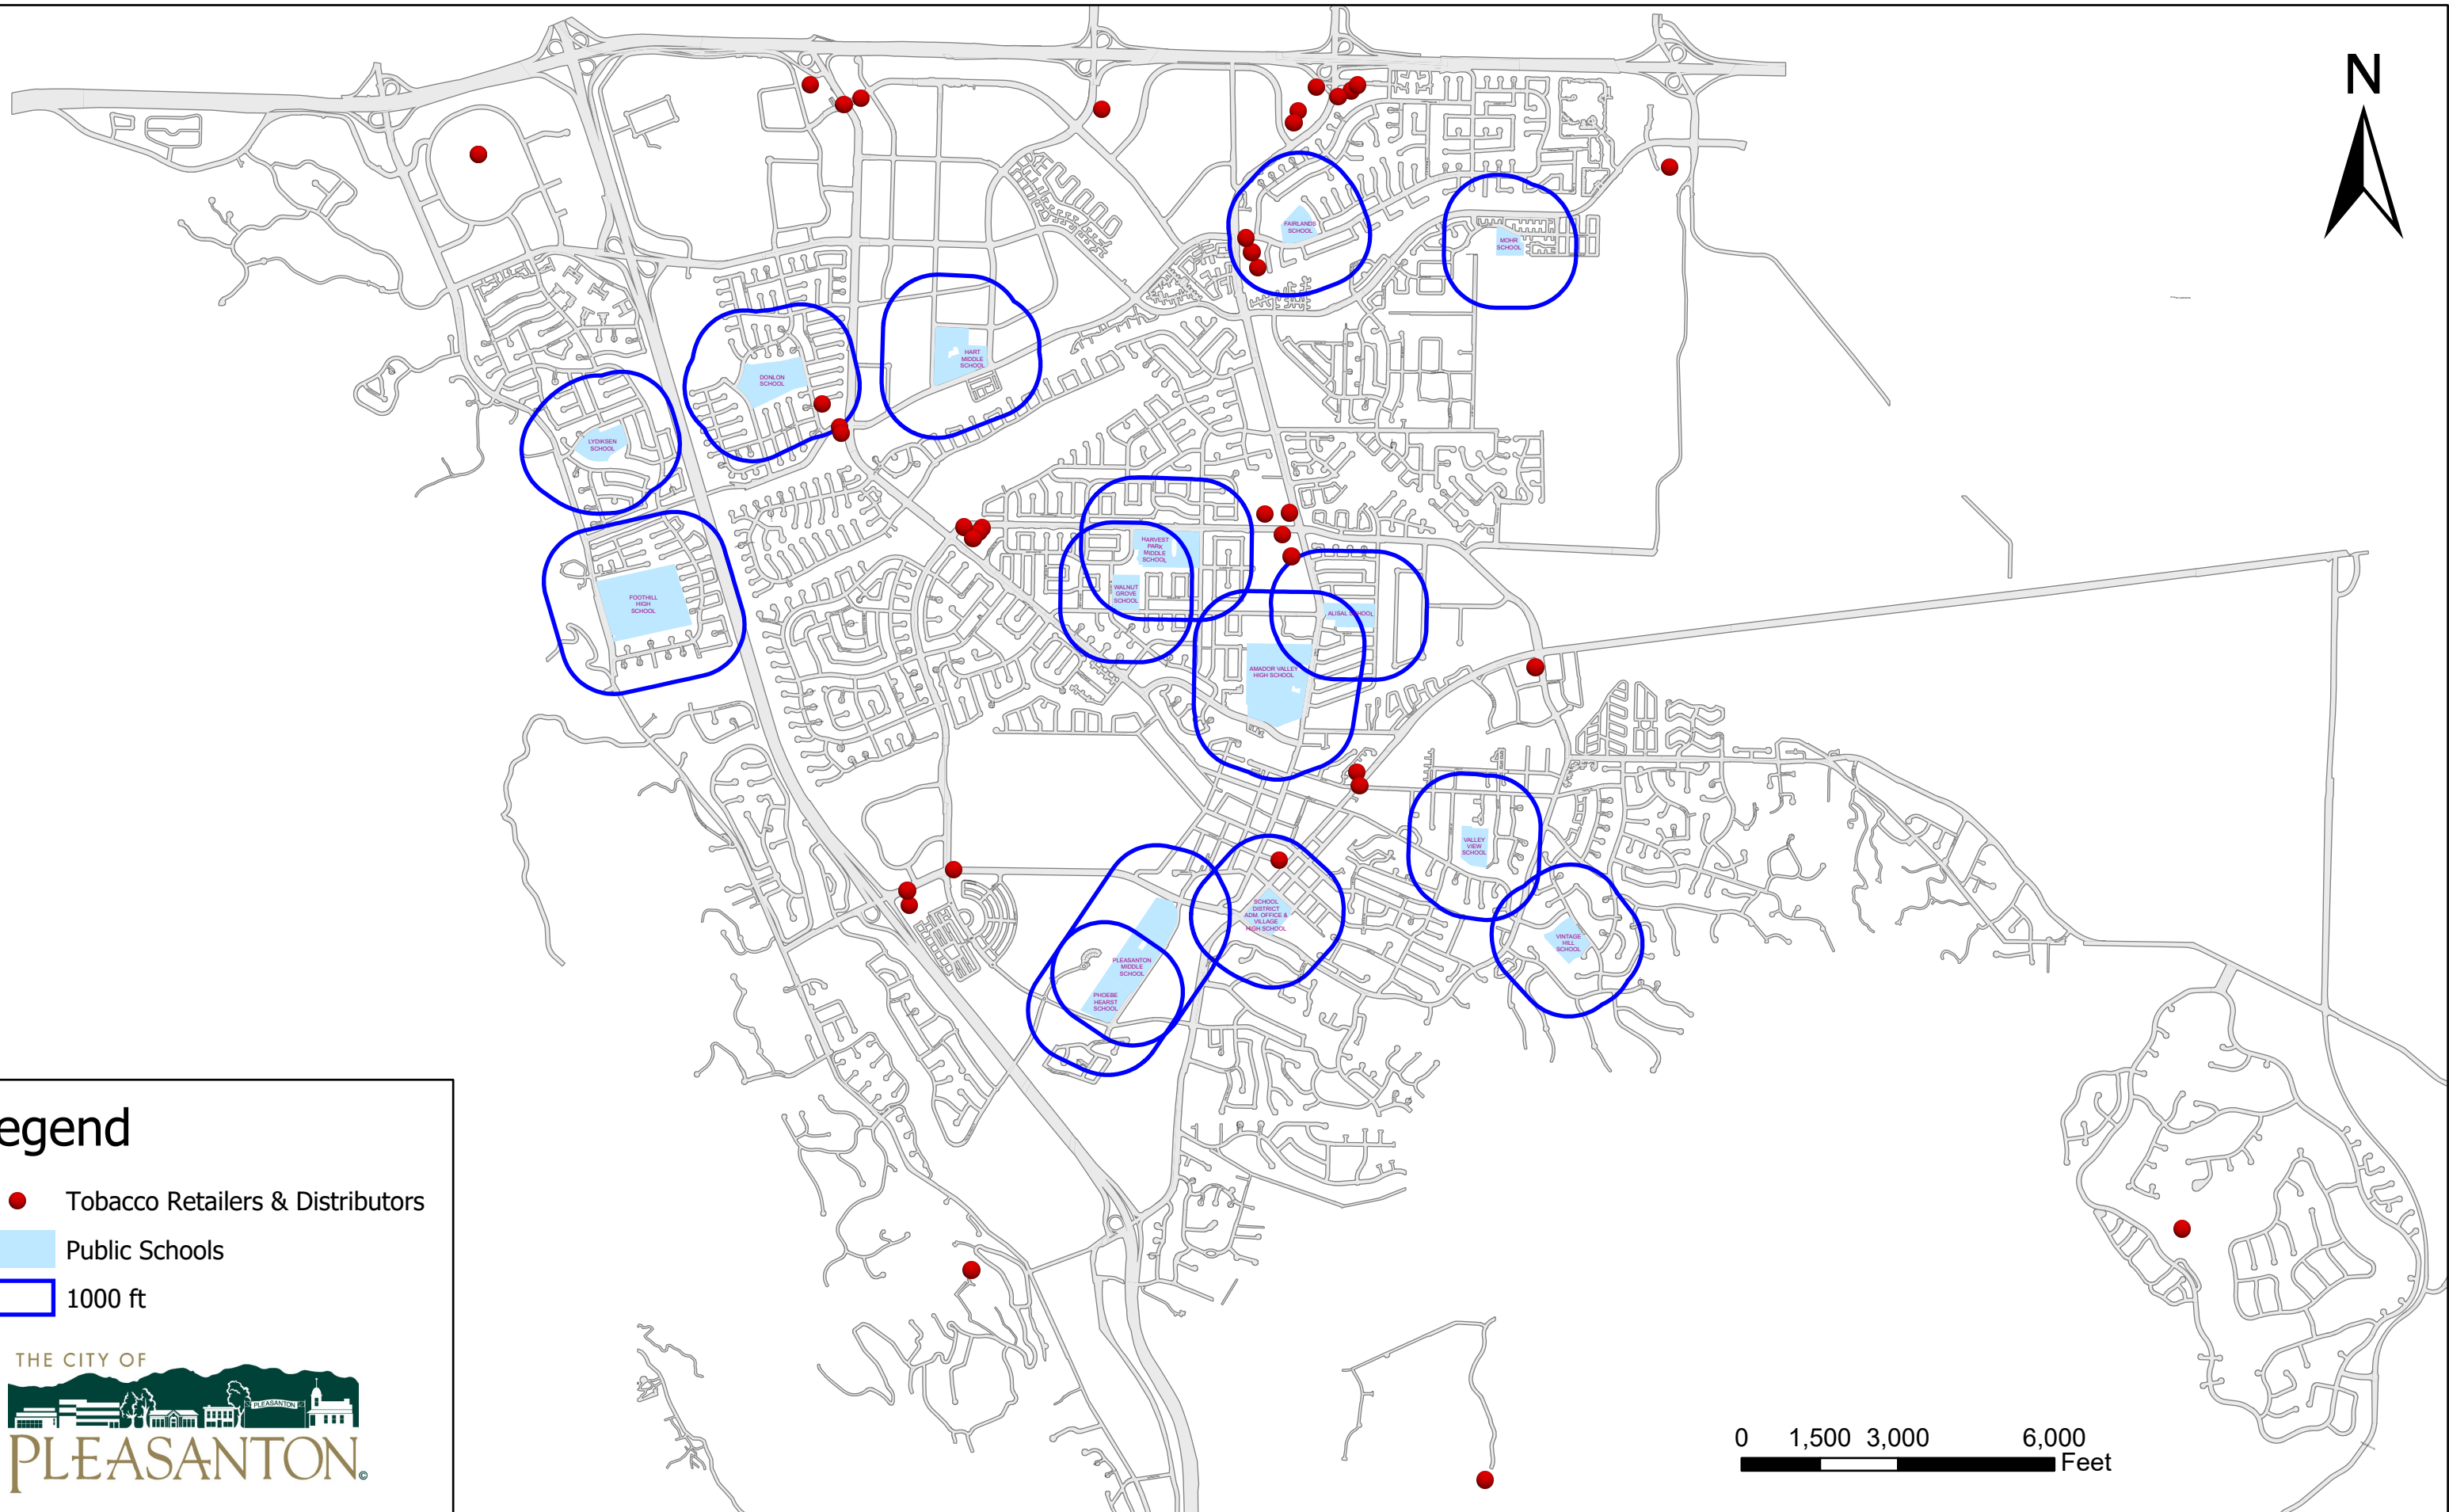 N
FAIRLANDS
SCHOOL
MOHR
SCHOOL
HART
MIDDLE
SCHOOL
DONLON
SCHOOL
LYDIKSEN
SCHOOL
HARVEST
PARK
MIDDLE
SCHOOL
WALNUT
GROVE
SCHOOL
FOOTHILL
HIGH
SCHOOL
ALISAL SCHOOL
AMADOR VALLEY
HIGH SCHOOL
VALLEY
VIEW
SCHOOL
SCHOOL
DISTRICT
ADM. OFFICE &
VILLAGE
HIGH SCHOOL
VINTAGE
HILL
SCHOOL
PLEASANTON
MIDDLE
SCHOOL
PHOEBE
HEARST
SCHOOL
egend
Tobacco Retailers & Distributors
Public Schools
1000 ft
THE CITY OF
PLEASANTON
PLEASANTON.©
0 1,500 3,000 6,000
Feet